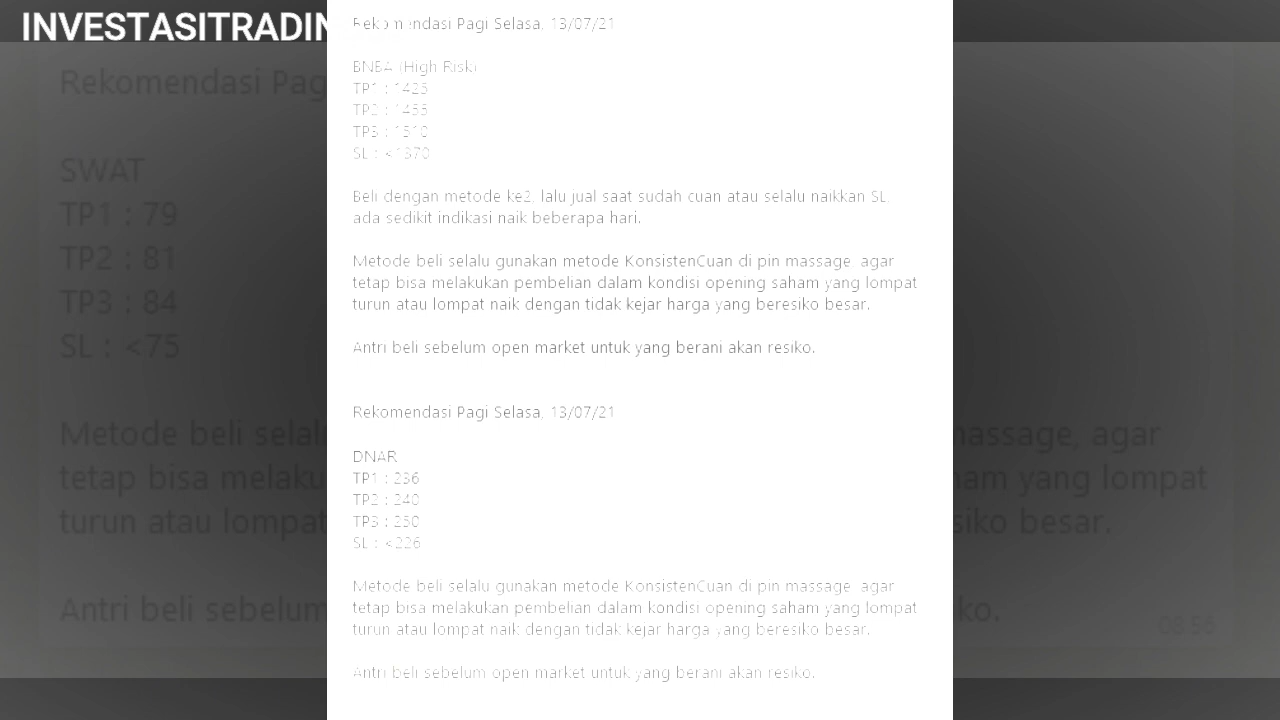 INVESTASITRADIN
Rekomendasi Pagi Selasa, 13/07/21
BNBA (High Risk)
TP1 : 1425
TP2 : 1455
TP3 : 1510
SL : <1370
Beli dengan metode ke2, lalu jual saat sudah cuan atau selalu naikkan SL,
ada sedikit indikasi naik beberapa hari.
Metode beli selalu gunakan metode KonsistenCuan di pin massage, agar
tetap bisa melakukan pembelian dalam kondisi opening saham yang lompat
turun atau lompat naik dengan tidak kejar harga yang beresiko besar.
Antri beli sebelum open market untuk yang berani akan resiko.
Rekomendasi Pagi Selasa, 13/07/21
DNAR
TP1 : 236
TP2 : 240
TP3 : 250
SL : <226
Metode beli selalu gunakan metode KonsistenCuan di pin massage, agar
tetap bisa melakukan pembelian dalam kondisi opening saham yang lompat
turun atau lompat naik dengan tidak kejar harga yang beresiko besar.
Antri beli sebelum open market untuk yang berani akan resiko.
Rekomendasi Pag
SWAT
TP1 : 79
TP2 : 81
TP3 : 84
SL : <75
Metode beli selal massage, agar
tetap bisa melaku ham yang lompat
turun atau lompat siko besar.
Antri beli sebelum ko.
03.56